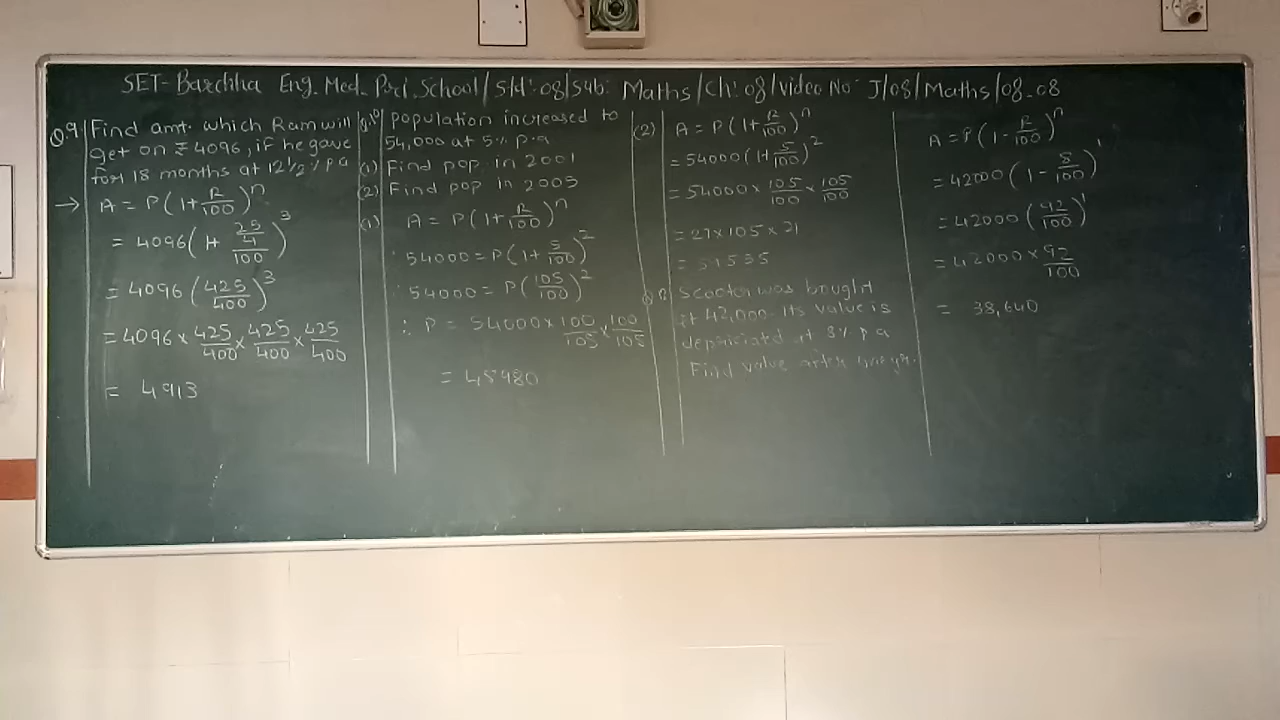 SET-Barchha Eng. Med. Pri. School/Std:08/Sub: Maths/Ch:08/Video No: J/08/Maths/08-08
Q.9 Find amt. which Ram will
get on ₹ 4096, if he gave
for 18 months at 12 1/2 % p a
→ A = P(1+R/100)^n
= 4096(1+ (25/4)/100)^3
= 4096(425/400)^3
= 4096 × 425/400 × 425/400 × 425/400
= 4913
Q.10 population increased to
54,000 at 5% p.a
(1) Find pop. in 2001
(2) Find pop in 2005
(1) A = P(1+R/100)^n
∴ 54000 = P(1+5/100)^2
∴ 54000 = P(105/100)^2
∴ P = 54000 × 100/105 × 100/105
= 48980
(2) A = P(1+R/100)^n
= 54000(1+5/100)^2
= 54000 × 105/100 × 105/100
= 27×105×21
= 59535
Scooter was bought
at 42,000. Its value is
depriciated at 8% p a
Find value after
A = P(1-R/100)^n
= 42000(1-8/100)^1
= 42000(92/100)^1
= 42000 × 92/100
= 38,640